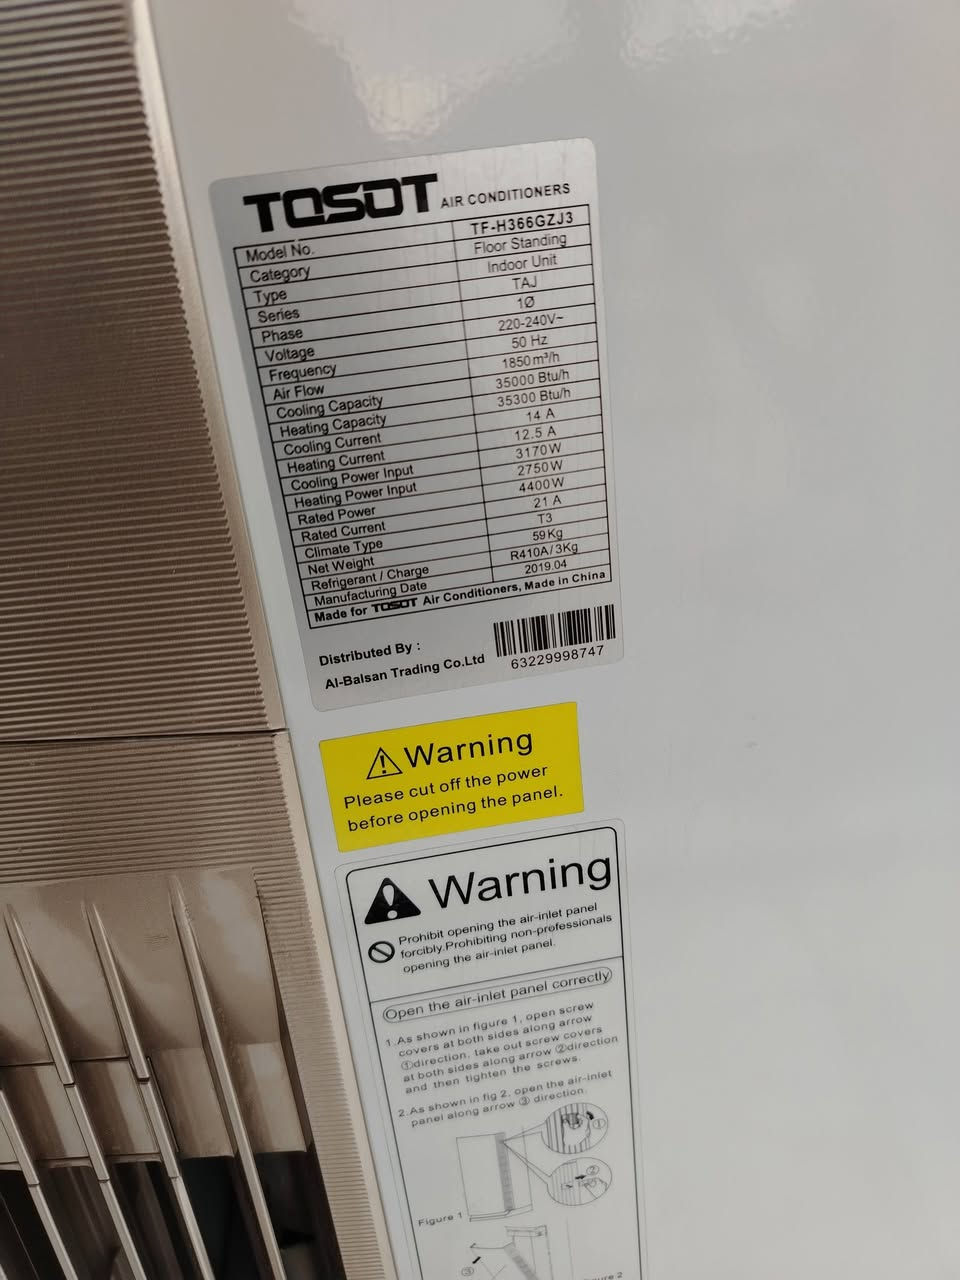 TOSOT AIR CONDITIONERS
Model No. TF-H366GZJ3
Category Floor Standing
Type Indoor Unit
Series TAJ
Phase 1Ø
Voltage 220-240V~
Frequency 50 Hz
Air Flow 1850 m³/h
Cooling Capacity 35000 Btu/h
Heating Capacity 35300 Btu/h
Cooling Current 14 A
Heating Current 12.5 A
Cooling Power Input 3170W
Heating Power Input 2750W
Rated Power 4400W
Rated Current 21 A
Climate Type T3
Net Weight 59Kg
Refrigerant / Charge R410A/3Kg
Manufacturing Date 2019.04
Made for TOSOT Air Conditioners, Made in China
Distributed By :
Al-Balsan Trading Co.Ltd
63229998747
Warning
Please cut off the power
before opening the panel.
Warning
Prohibit opening the air-inlet panel
forcibly.Prohibiting non-professionals
opening the air-inlet panel.
Open the air-inlet panel correctly
1.As shown in figure 1, open screw
covers at both sides along arrow
①direction, take out screw covers
at both sides along arrow ②direction
and then tighten the screws.
2.As shown in fig 2, open the air-inlet
panel along arrow ③ direction.
①
②
Figure 1
③